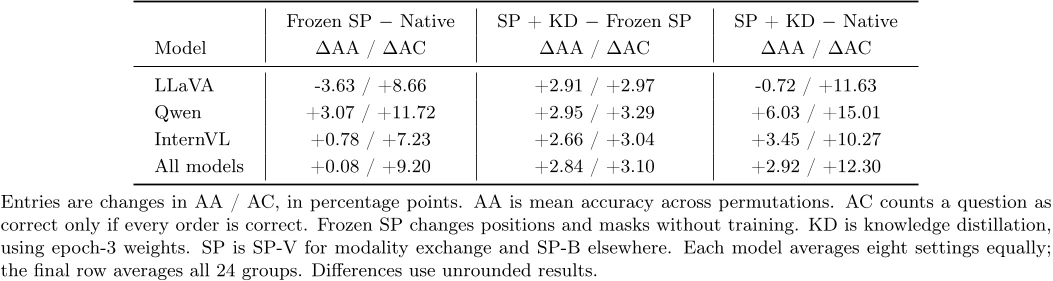 Frozen SP − Native SP + KD − Frozen SP SP + KD − Native
Model ΔAA / ΔAC ΔAA / ΔAC ΔAA / ΔAC
LLaVA -3.63 / +8.66 +2.91 / +2.97 -0.72 / +11.63
Qwen +3.07 / +11.72 +2.95 / +3.29 +6.03 / +15.01
InternVL +0.78 / +7.23 +2.66 / +3.04 +3.45 / +10.27
All models +0.08 / +9.20 +2.84 / +3.10 +2.92 / +12.30
Entries are changes in AA / AC, in percentage points. AA is mean accuracy across permutations. AC counts a question as
correct only if every order is correct. Frozen SP changes positions and masks without training. KD is knowledge distillation,
using epoch-3 weights. SP is SP-V for modality exchange and SP-B elsewhere. Each model averages eight settings equally;
the final row averages all 24 groups. Differences use unrounded results.